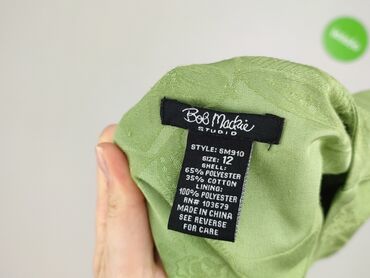 Bob Mackie
STUDIO
STYLE: SM910
SIZE: 12
SHELL:
65% POLYESTER
35% COTTON
LINING:
100% POLYESTER
RN# 103679
MADE IN CHINA
SEE REVERSE
FOR CARE